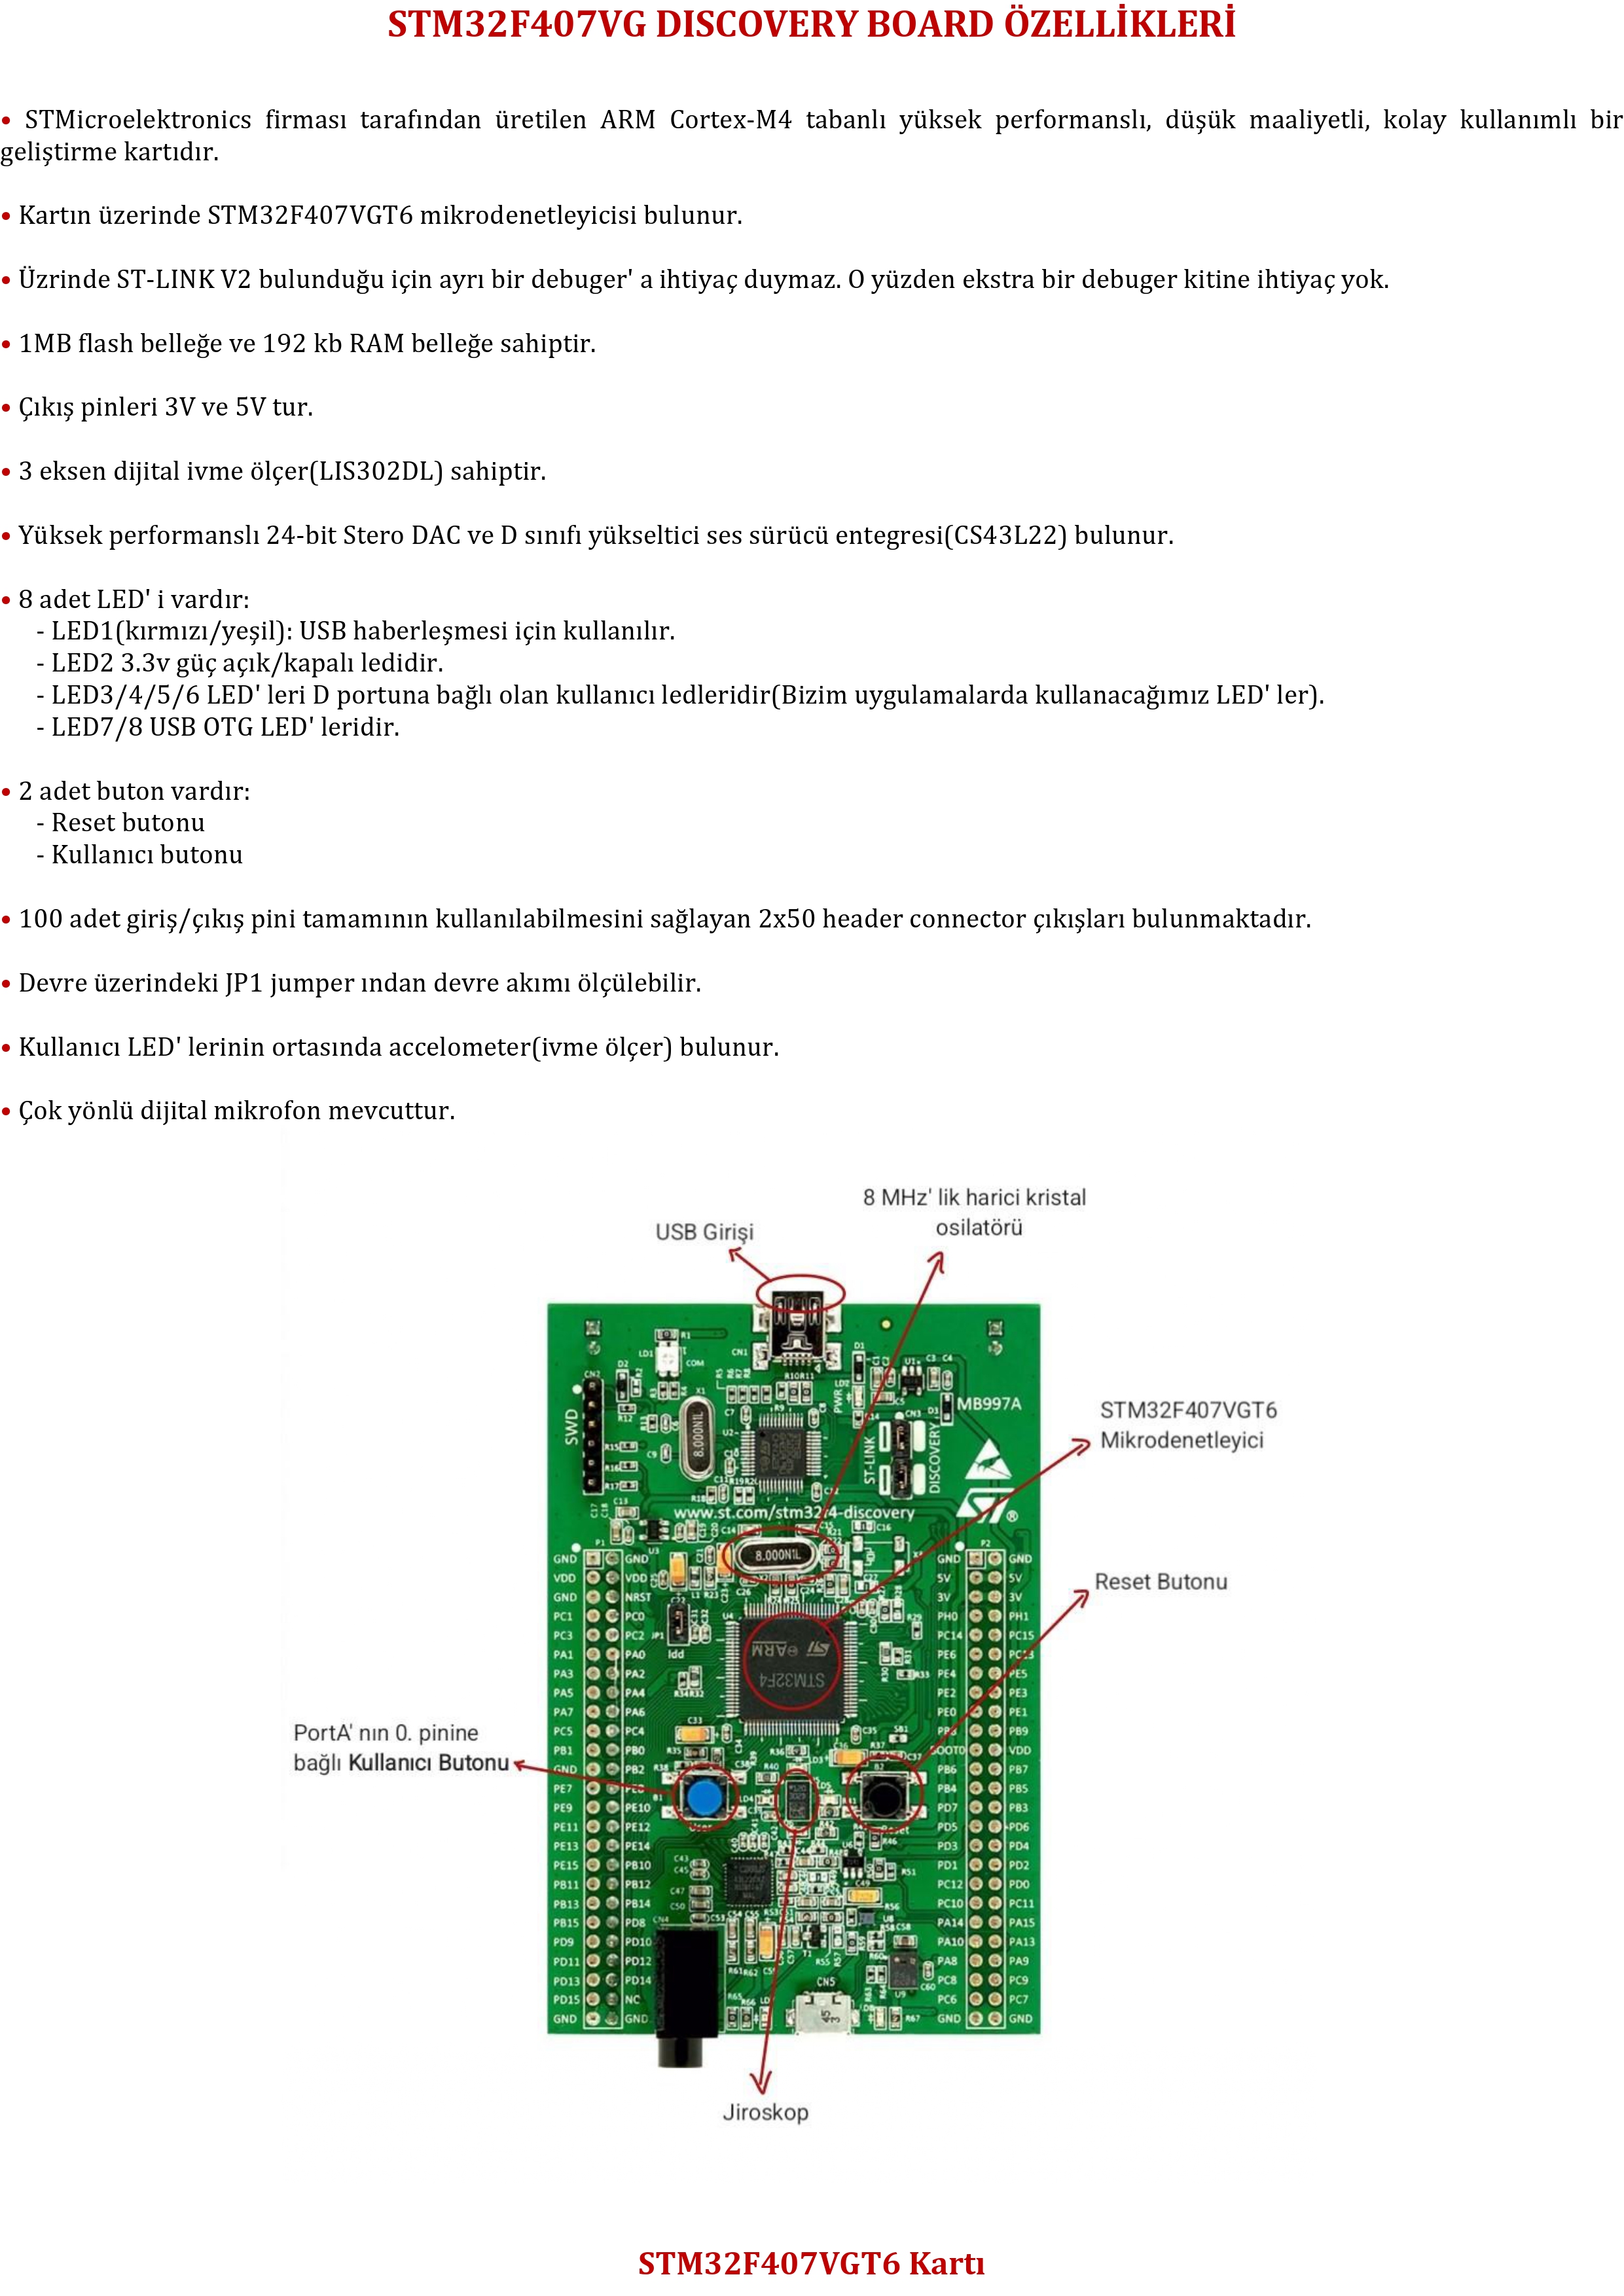 STM32F407VG DISCOVERY BOARD ÖZELLİKLERİ
• STMicroelektronics firması tarafından üretilen ARM Cortex-M4 tabanlı yüksek performanslı, düşük maaliyetli, kolay kullanımlı bir
geliştirme kartıdır.
• Kartın üzerinde STM32F407VGT6 mikrodenetleyicisi bulunur.
• Üzrinde ST-LINK V2 bulunduğu için ayrı bir debuger' a ihtiyaç duymaz. O yüzden ekstra bir debuger kitine ihtiyaç yok.
• 1MB flash belleğe ve 192 kb RAM belleğe sahiptir.
• Çıkış pinleri 3V ve 5V tur.
• 3 eksen dijital ivme ölçer(LIS302DL) sahiptir.
• Yüksek performanslı 24-bit Stero DAC ve D sınıfı yükseltici ses sürücü entegresi(CS43L22) bulunur.
• 8 adet LED' i vardır:
- LED1(kırmızı/yeşil): USB haberleşmesi için kullanılır.
- LED2 3.3v güç açık/kapalı ledidir.
- LED3/4/5/6 LED' leri D portuna bağlı olan kullanıcı ledleridir(Bizim uygulamalarda kullanacağımız LED' ler).
- LED7/8 USB OTG LED' leridir.
• 2 adet buton vardır:
- Reset butonu
- Kullanıcı butonu
• 100 adet giriş/çıkış pini tamamının kullanılabilmesini sağlayan 2x50 header connector çıkışları bulunmaktadır.
• Devre üzerindeki JP1 jumper ından devre akımı ölçülebilir.
• Kullanıcı LED' lerinin ortasında accelometer(ivme ölçer) bulunur.
• Çok yönlü dijital mikrofon mevcuttur.
8 MHz' lik harici kristal
osilatörü
USB Girişi
STM32F407VGT6
Mikrodenetleyici
Reset Butonu
PortA' nın 0. pinine
bağlı Kullanıcı Butonu
Jiroskop
MB997A
SWD
ST-LINK
DISCOVERY
COM
PWR
CN1
CN2
CN3
8.000N1L
www.st.com/stm32f4-discovery
8.000N1L
ARM
STM32F4
JP1
Idd
P1
GND GND
VDD VDD
GND NRST
PC1 PC0
PC3 PC2
PA1 PA0
PA3 PA2
PA5 PA4
PA7 PA6
PC5 PC4
PB1 PB0
GND PB2
PE7
PE9 PE10
PE11 PE12
PE13 PE14
PE15 PB10
PB11 PB12
PB13 PB14
PB15 PD8
PD9 PD10
PD11 PD12
PD13 PD14
PD15 NC
GND GND
P2
GND GND
5V 5V
3V 3V
PH0 PH1
PC14 PC15
PE6
PE4 PE5
PE2 PE3
PE0 PE1
PB9
VDD
PB6 PB7
PB4 PB5
PD7 PB3
PD5 PD6
PD3 PD4
PD1 PD2
PC12 PD0
PC10 PC11
PA14 PA15
PA10 PA13
PA8 PA9
PC8 PC9
PC6 PC7
GND GND
CN4
CN5
STM32F407VGT6 Kartı